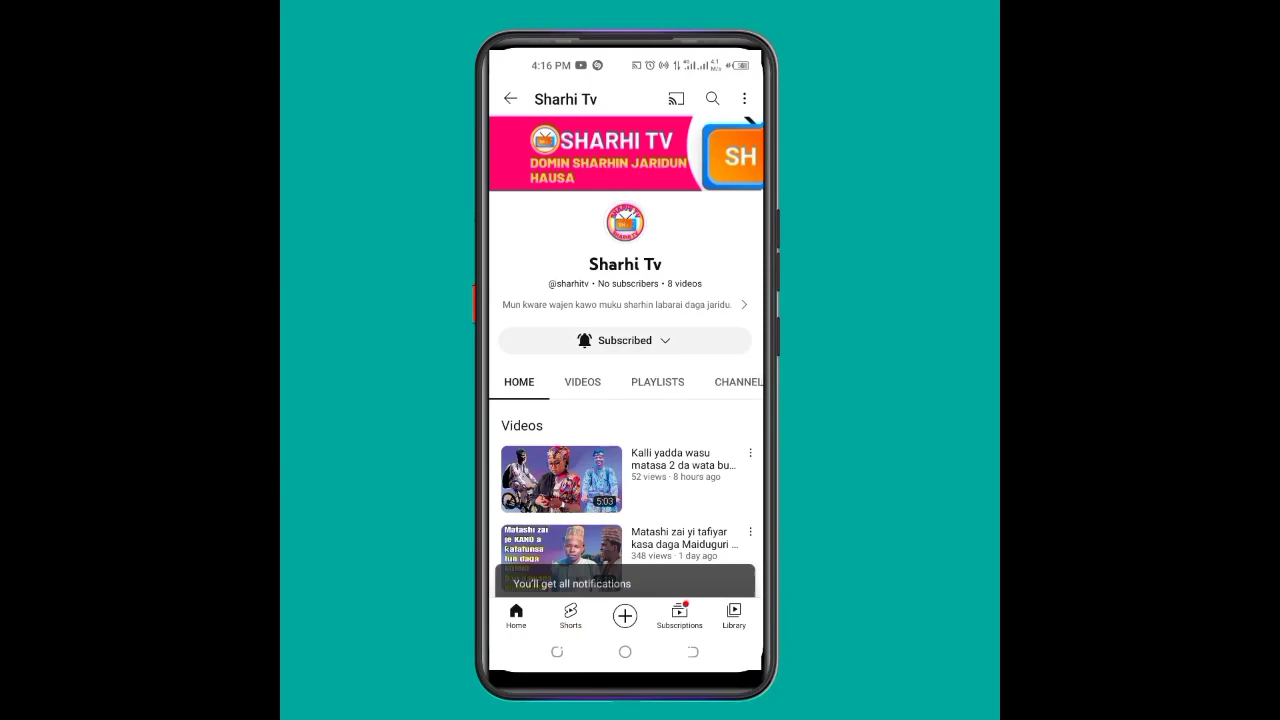 4:16 PM
Sharhi Tv
SHARHI TV
DOMIN SHARHIN JARIDUN
HAUSA
SH
SHARHI TV
SH
Sharhi Tv
@sharhitv • No subscribers • 8 videos
Mun kware wajen kawo muku sharhin labarai daga jaridu.
Subscribed
HOME
VIDEOS
PLAYLISTS
CHANNEL
Videos
Kalli yadda wasu
matasa 2 da wata bu...
52 views · 8 hours ago
5:03
Matashi zai yi tafiyar
kasa daga Maiduguri ...
348 views · 1 day ago
Matashi zai
je KANO a
You'll get all notifications
Home
Shorts
Subscriptions
Library